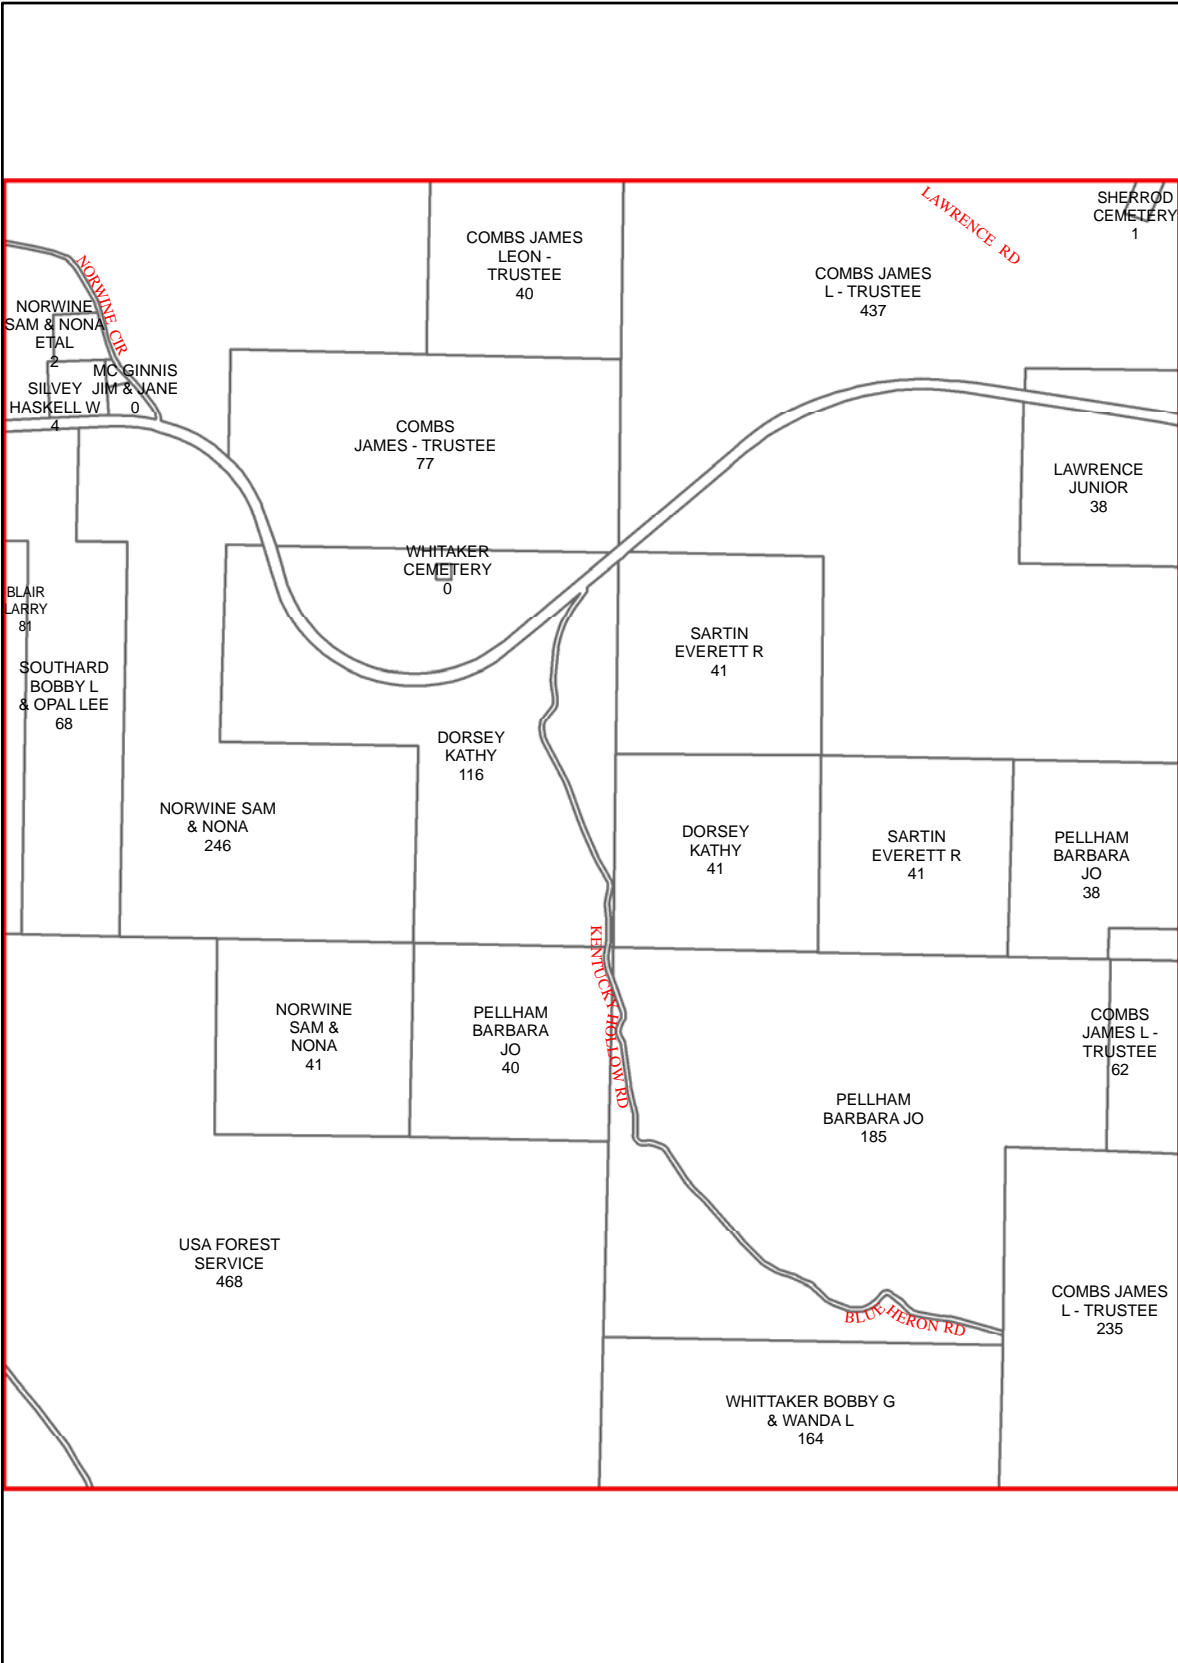 SHERROD
CEMETERY
1
LAWRENCE RD
COMBS JAMES
LEON -
TRUSTEE
40
COMBS JAMES
L - TRUSTEE
437
NORWINE CIR
NORWINE
SAM & NONA
ETAL
2
MC GINNIS
JIM & JANE
0
SILVEY
HASKELL W
4
COMBS
JAMES - TRUSTEE
77
LAWRENCE
JUNIOR
38
WHITAKER
CEMETERY
0
BLAIR
LARRY
81
SARTIN
EVERETT R
41
SOUTHARD
BOBBY L
& OPAL LEE
68
DORSEY
KATHY
116
NORWINE SAM
& NONA
246
DORSEY
KATHY
41
SARTIN
EVERETT R
41
PELLHAM
BARBARA
JO
38
KENTUCKY HOLLOW RD
NORWINE
SAM &
NONA
41
PELLHAM
BARBARA
JO
40
COMBS
JAMES L -
TRUSTEE
62
PELLHAM
BARBARA JO
185
USA FOREST
SERVICE
468
COMBS JAMES
L - TRUSTEE
235
BLUE HERON RD
WHITTAKER BOBBY G
& WANDA L
164